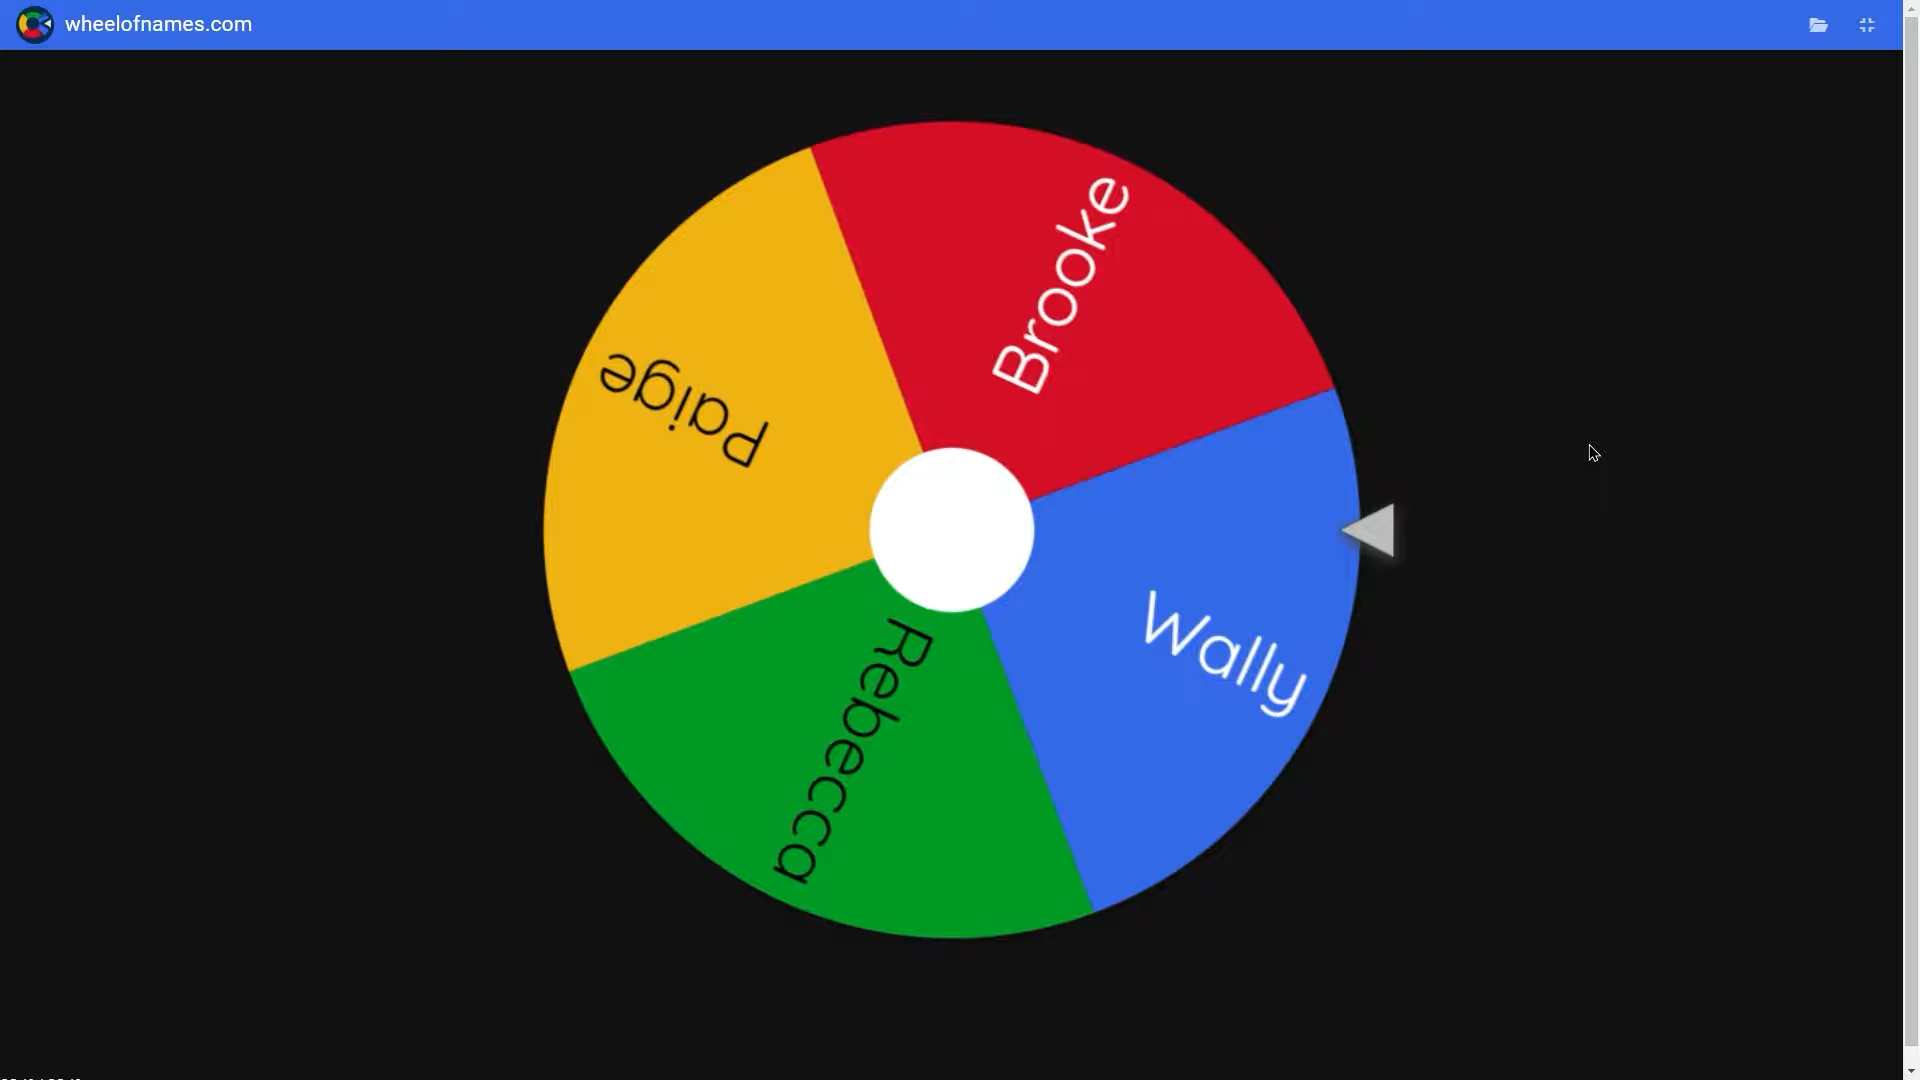 wheelofnames.com
Brooke
Paige
Wally
Rebecca